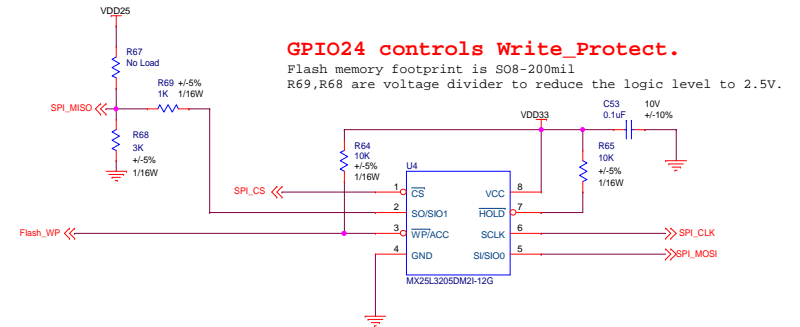 VDD25
R67
No Load
GPIO24 controls Write_Protect.
Flash memory footprint is SO8-200mil
R69,R68 are voltage divider to reduce the logic level to 2.5V.
R69 +/-5%
1K 1/16W
SPI_MISO
R68
3K
+/-5%
1/16W
C53 10V
0.1uF +/-10%
VDD33
R64
10K
+/-5%
1/16W
R65
10K
+/-5%
1/16W
U4
SPI_CS
1 CS VCC 8
2 SO/SIO1 HOLD 7
Flash_WP
3 WP/ACC SCLK 6
SPI_CLK
4 GND SI/SIO0 5
SPI_MOSI
MX25L3205DM2I-12G